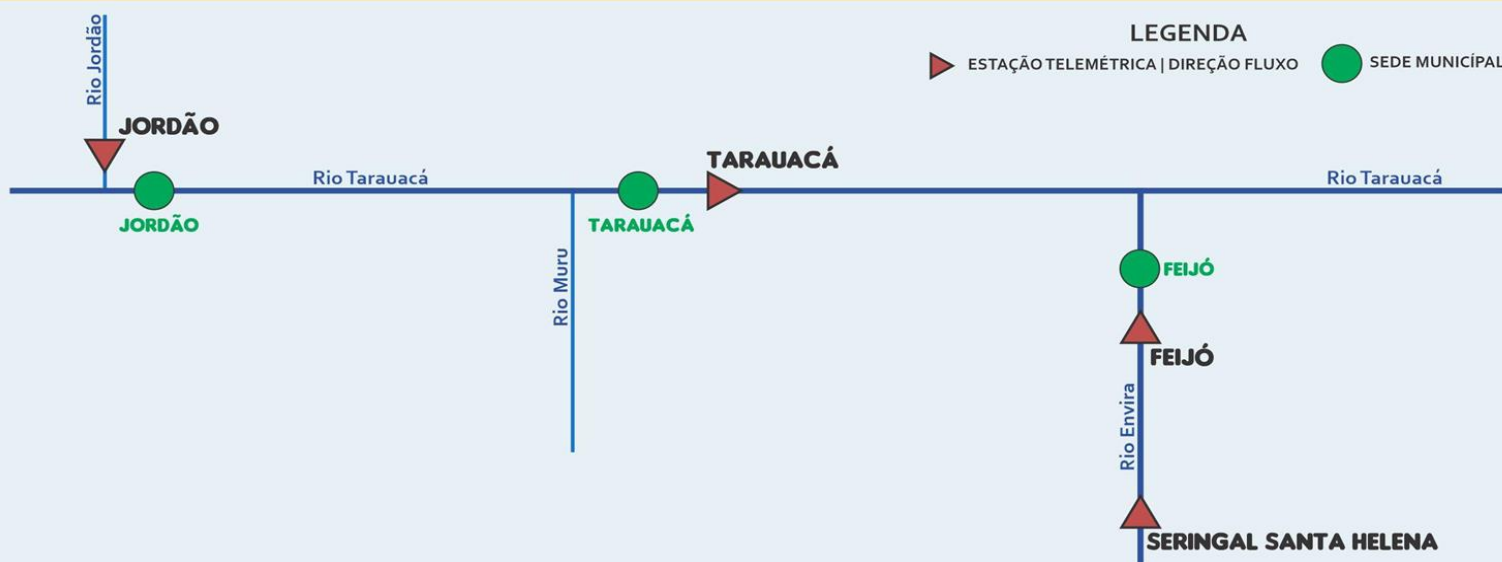 LEGENDA
ESTAÇÃO TELEMÉTRICA | DIREÇÃO FLUXO
SEDE MUNICÍPAL
Rio Jordão
JORDÃO
JORDÃO
Rio Tarauacá
Rio Muru
TARAUACÁ
TARAUACÁ
Rio Tarauacá
FEIJÓ
FEIJÓ
Rio Envira
SERINGAL SANTA HELENA